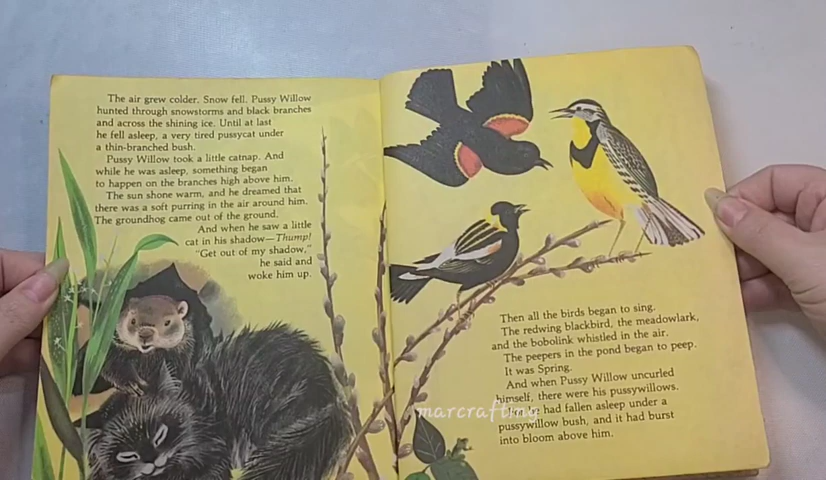 The air grew colder. Snow fell. Pussy Willow
hunted through snowstorms and black branches
and across the shining ice. Until at last
he fell asleep, a very tired pussycat under
a thin-branched bush.
Pussy Willow took a little catnap. And
while he was asleep, something began
to happen on the branches high above him.
The sun shone warm, and he dreamed that
there was a soft purring in the air around him.
The groundhog came out of the ground.
And when he saw a little
cat in his shadow—Thump!
"Get out of my shadow,"
he said and
woke him up.
Then all the birds began to sing.
The redwing blackbird, the meadowlark,
and the bobolink whistled in the air.
The peepers in the pond began to peep.
It was Spring.
And when Pussy Willow uncurled
himself, there were his pussywillows.
he had fallen asleep under a
pussywillow bush, and it had burst
into bloom above him.
marcrafting